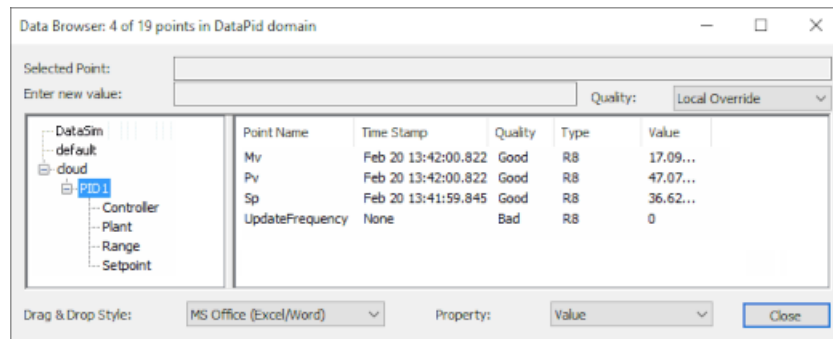 Data Browser: 4 of 19 points in DataPid domain
Selected Point:
Enter new value:
Quality: Local Override
DataSim
default
cloud
PID1
Controller
Plant
Range
Setpoint
Point Name Time Stamp Quality Type Value
Mv Feb 20 13:42:00.822 Good R8 17.09...
Pv Feb 20 13:42:00.822 Good R8 47.07...
Sp Feb 20 13:41:59.845 Good R8 36.62...
UpdateFrequency None Bad R8 0
Drag & Drop Style: MS Office (Excel/Word) Property: Value Close